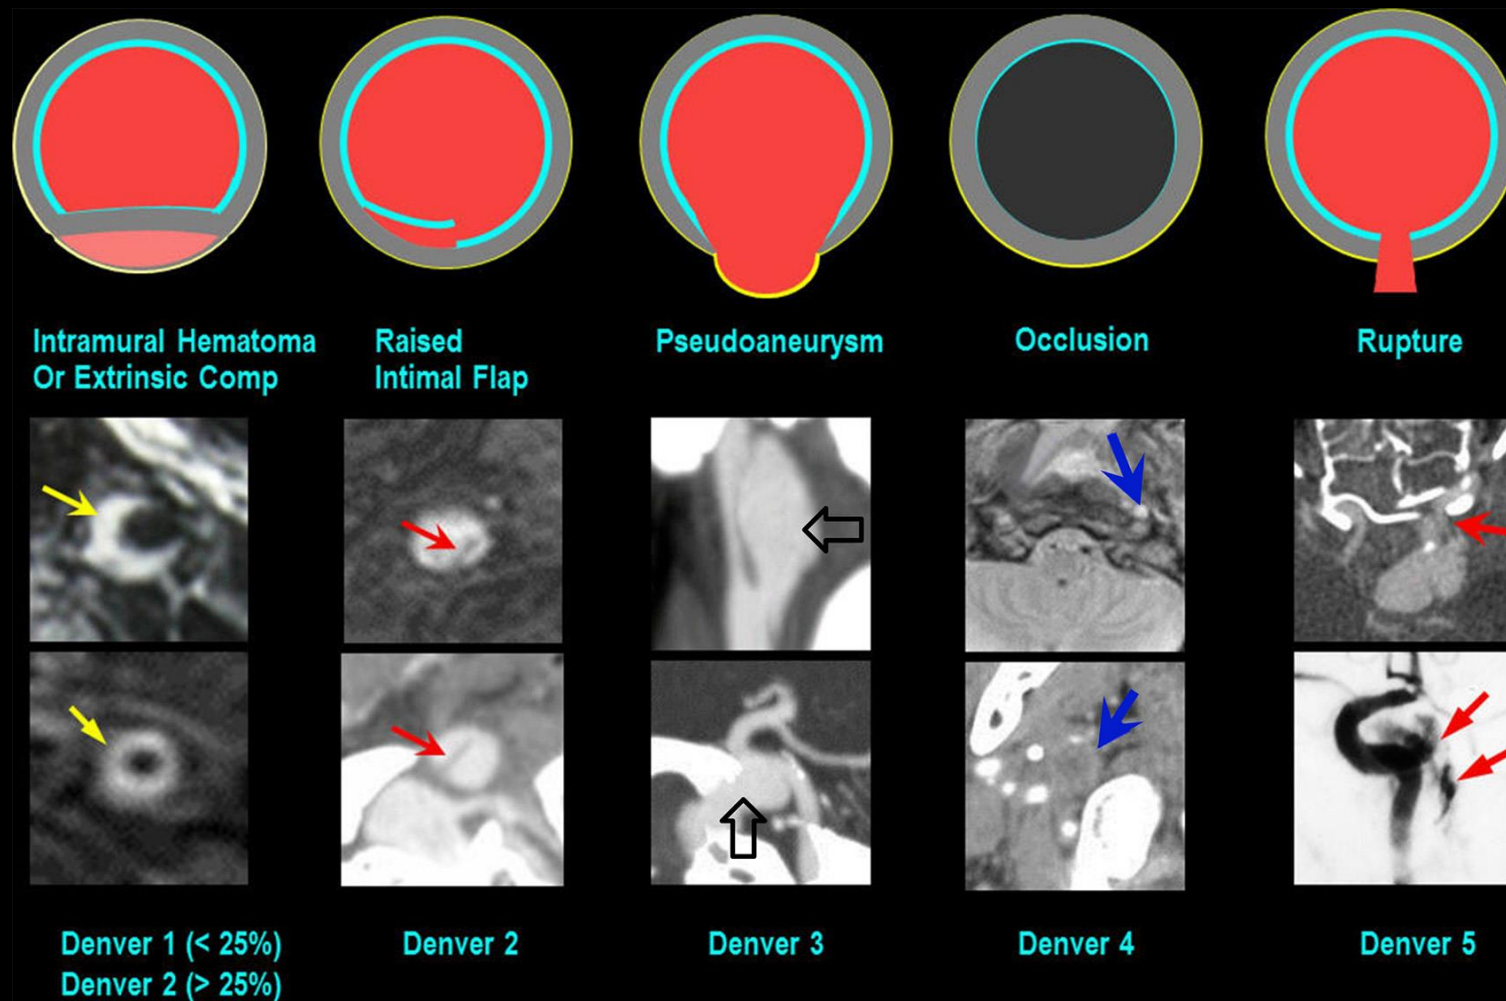 Intramural Hematoma
Or Extrinsic Comp
Raised
Intimal Flap
Pseudoaneurysm
Occlusion
Rupture
Denver 1 (< 25%)
Denver 2 (> 25%)
Denver 2
Denver 3
Denver 4
Denver 5